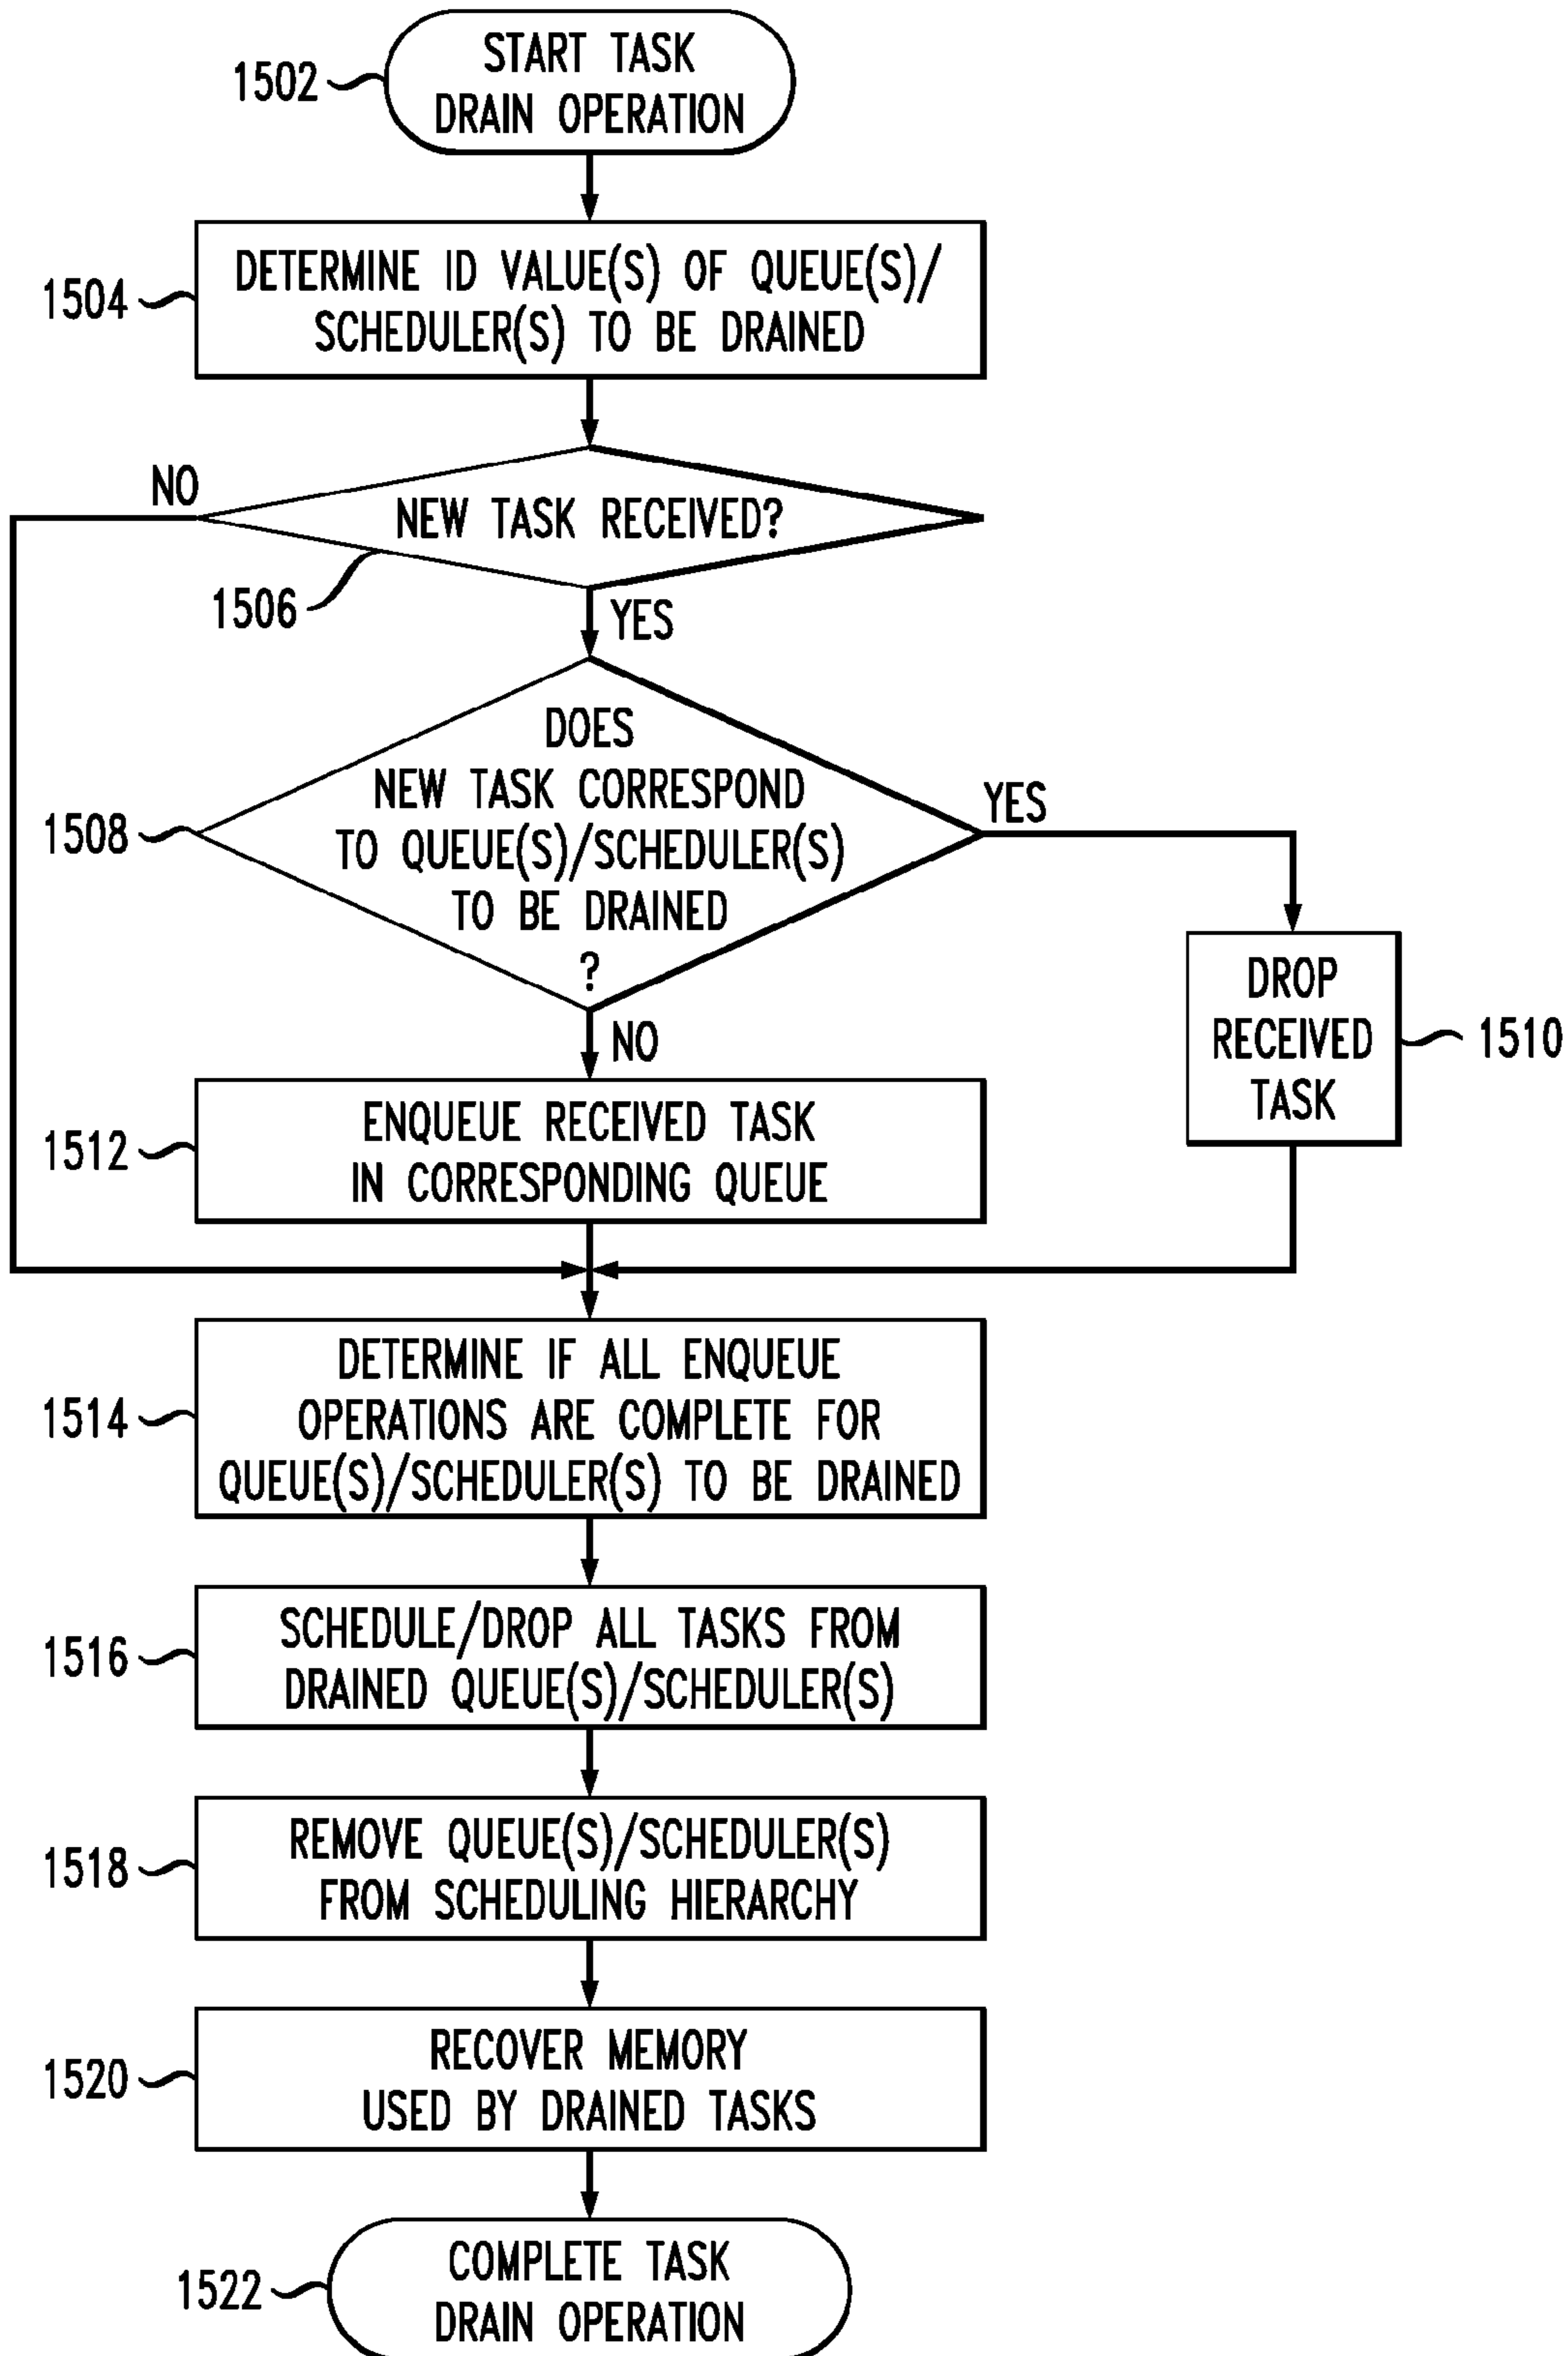 START TASK
DRAIN OPERATION
1502
DETERMINE ID VALUE(S) OF QUEUE(S)/
SCHEDULER(S) TO BE DRAINED
1504
NO
NEW TASK RECEIVED?
1506
YES
DOES
NEW TASK CORRESPOND
TO QUEUE(S)/SCHEDULER(S)
TO BE DRAINED
?
1508
YES
DROP
RECEIVED
TASK
1510
NO
ENQUEUE RECEIVED TASK
IN CORRESPONDING QUEUE
1512
DETERMINE IF ALL ENQUEUE
OPERATIONS ARE COMPLETE FOR
QUEUE(S)/SCHEDULER(S) TO BE DRAINED
1514
SCHEDULE/DROP ALL TASKS FROM
DRAINED QUEUE(S)/SCHEDULER(S)
1516
REMOVE QUEUE(S)/SCHEDULER(S)
FROM SCHEDULING HIERARCHY
1518
RECOVER MEMORY
USED BY DRAINED TASKS
1520
COMPLETE TASK
DRAIN OPERATION
1522